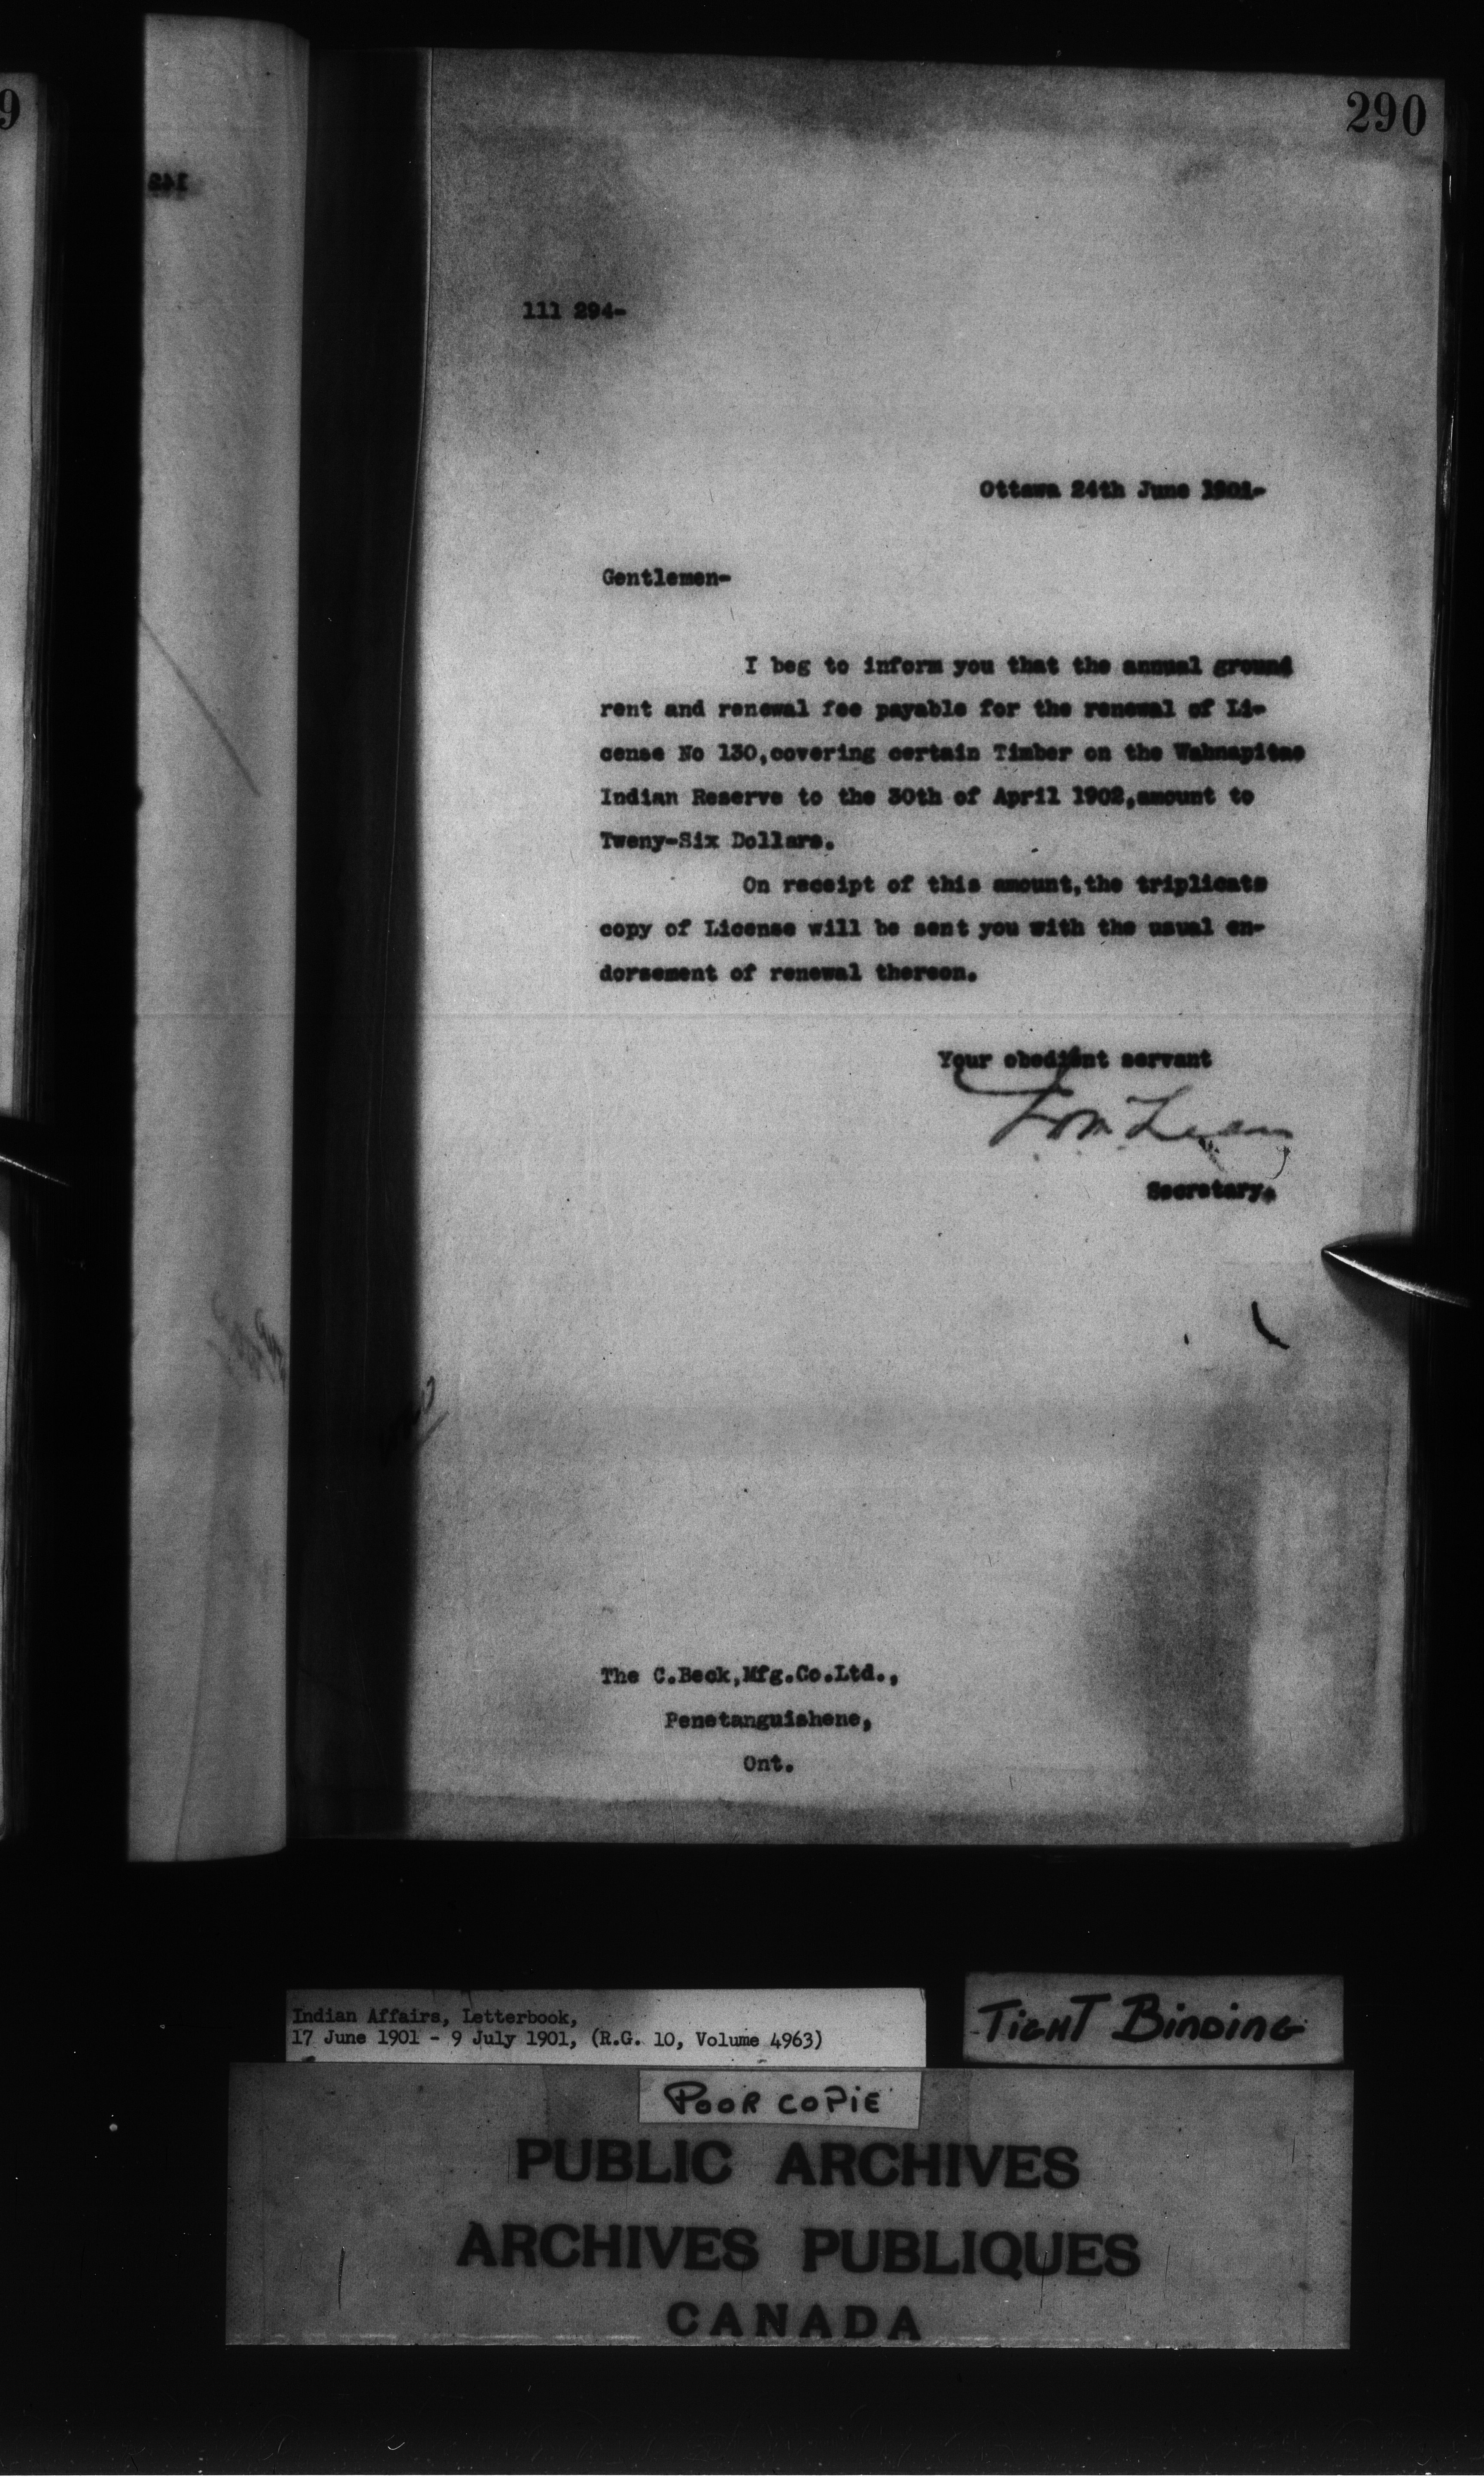 290
111 294-
Ottawa 24th June 1901-
Gentlemen-
I beg to inform you that the annual ground
rent and renewal fee payable for the renewal of Li-
cense No 130,covering certain Timber on the Wahnapitae
Indian Reserve to the 30th of April 1902,amount to
Tweny-Six Dollars.
On receipt of this amount,the triplicate
copy of License will be sent you with the usual en-
dorsement of renewal thereon.
Your obedient servant
Secretary.
The C.Beck,Mfg.Co.Ltd.,
Penetanguishene,
Ont.
Indian Affairs, Letterbook,
17 June 1901 - 9 July 1901, (R.G. 10, Volume 4963)
TigHT BinDinG
POOR COPiE
PUBLIC ARCHIVES
ARCHIVES PUBLIQUES
CANADA